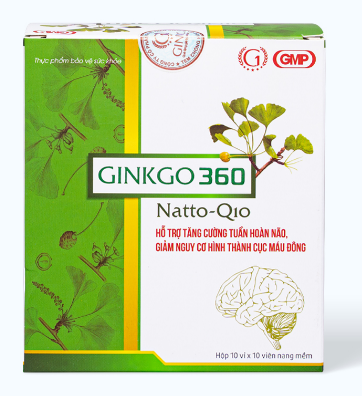 Thực phẩm bảo vệ sức khỏe
G1
GMP
GINKGO 360
Natto-Q10
HỖ TRỢ TĂNG CƯỜNG TUẦN HOÀN NÃO,
GIẢM NGUY CƠ HÌNH THÀNH CỤC MÁU ĐÔNG
Hộp 10 vỉ x 10 viên nang mềm